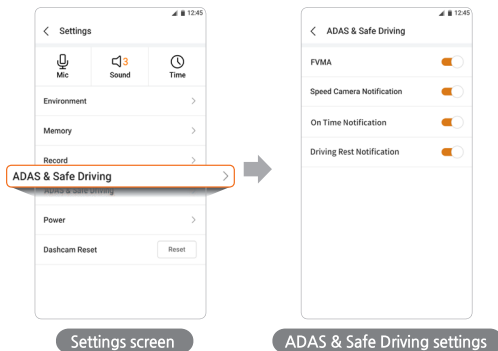 12:45
Settings
3
Mic Sound Time
Environment
Memory
Record
ADAS & Safe Driving
ADAS & Safe Driving
Power
Dashcam Reset Reset
Settings screen
12:45
ADAS & Safe Driving
FVMA
Speed Camera Notification
On Time Notification
Driving Rest Notification
ADAS & Safe Driving settings